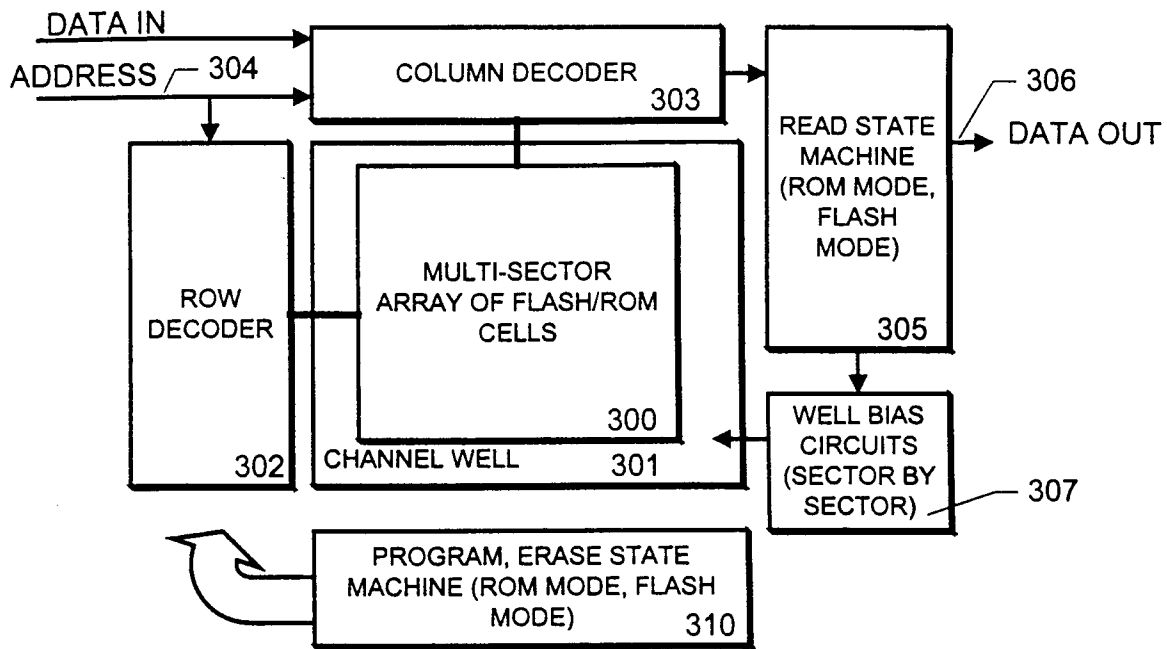 DATA IN
ADDRESS
304
COLUMN DECODER
303
READ STATE
MACHINE
(ROM MODE,
FLASH
MODE)
305
306
DATA OUT
ROW
DECODER
302
MULTI-SECTOR
ARRAY OF FLASH/ROM
CELLS
300
CHANNEL WELL
301
WELL BIAS
CIRCUITS
(SECTOR BY
SECTOR)
307
PROGRAM, ERASE STATE
MACHINE (ROM MODE, FLASH
MODE)
310